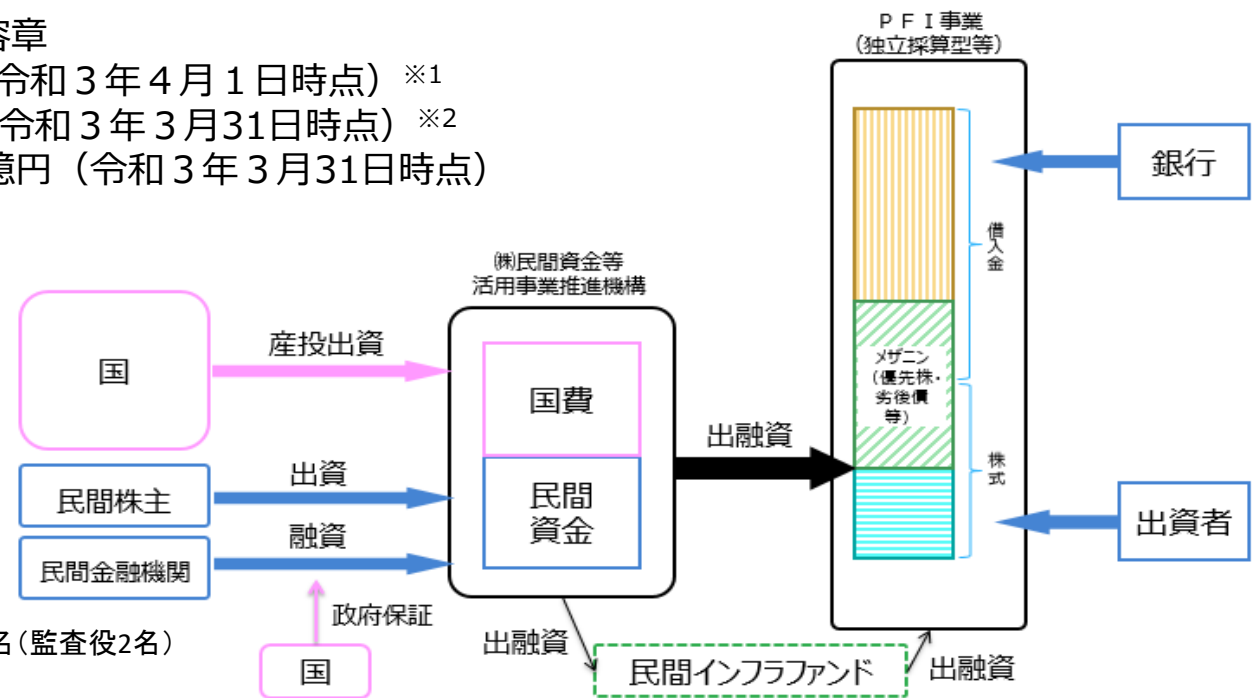 容章
令和３年４月１日時点）※1
令和３年３月31日時点）※2
億円（令和３年３月31日時点）
ＰＦＩ事業
（独立採算型等）
銀行
借入金
㈱民間資金等
活用事業推進機構
国
産投出資
国費
メザニン
（優先株・
劣後債
等）
出融資
株式
民間株主
出資
民間
資金
出資者
融資
民間金融機関
政府保証
名（監査役2名）
国
出融資
民間インフラファンド
出融資